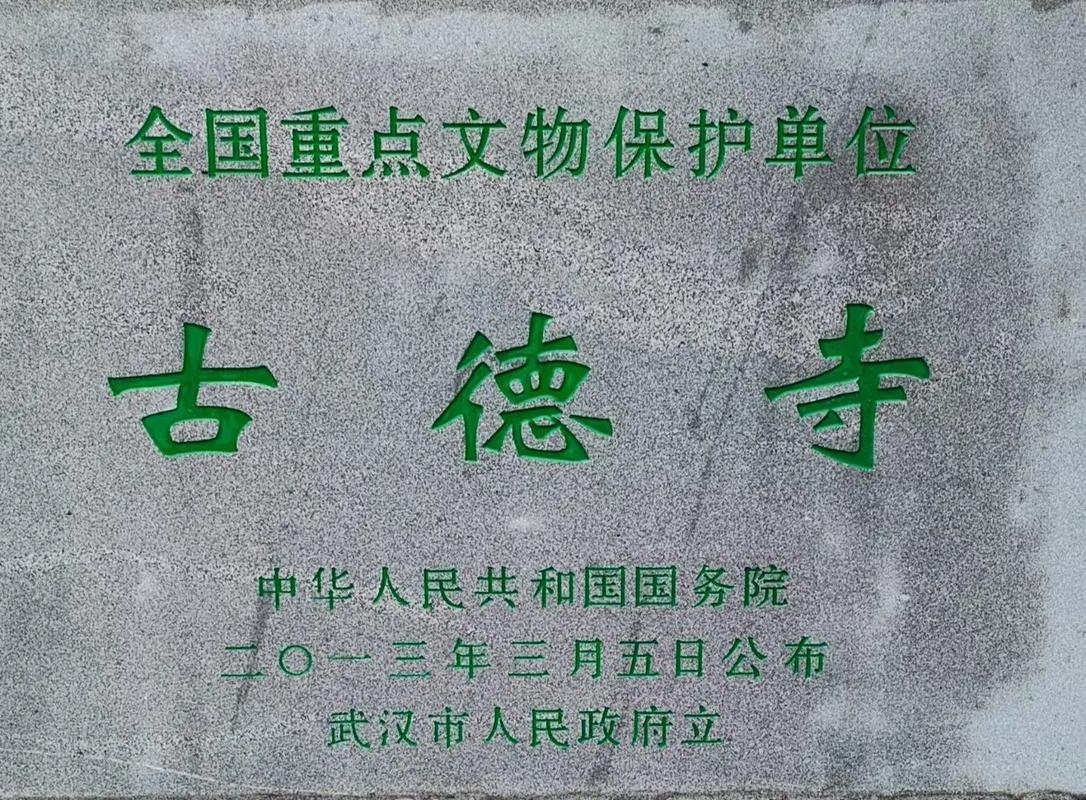 全国重点文物保护单位
古德寺
中华人民共和国国务院
二〇一三年三月五日公布
武汉市人民政府立